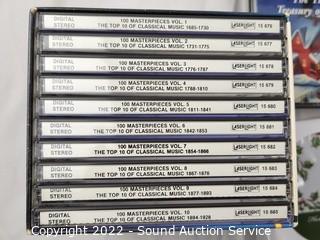 The Th
Treasury of
DIGITAL STEREO
100 MASTERPIECES VOL. 1
THE TOP 10 OF CLASSICAL MUSIC 1685-1730
LASERLIGHT 15 676
DIGITAL STEREO
100 MASTERPIECES VOL. 2
THE TOP 10 OF CLASSICAL MUSIC 1731-1775
LASERLIGHT 15 677
DIGITAL STEREO
100 MASTERPIECES VOL. 3
THE TOP 10 OF CLASSICAL MUSIC 1776-1787
LASERLIGHT 15 678
DIGITAL STEREO
100 MASTERPIECES VOL. 4
THE TOP 10 OF CLASSICAL MUSIC 1788-1810
LASERLIGHT 15 679
DIGITAL STEREO
100 MASTERPIECES VOL. 5
THE TOP 10 OF CLASSICAL MUSIC 1811-1841
LASERLIGHT 15 680
DIGITAL STEREO
100 MASTERPIECES VOL. 6
THE TOP 10 OF CLASSICAL MUSIC 1842-1853
LASERLIGHT 15 681
DIGITAL STEREO
100 MASTERPIECES VOL. 7
THE TOP 10 OF CLASSICAL MUSIC 1854-1866
LASERLIGHT 15 682
DIGITAL STEREO
100 MASTERPIECES VOL. 8
THE TOP 10 OF CLASSICAL MUSIC 1867-1876
LASERLIGHT 15 683
DIGITAL STEREO
100 MASTERPIECES VOL. 9
THE TOP 10 OF CLASSICAL MUSIC 1877-1893
LASERLIGHT 15 684
DIGITAL STEREO
100 MASTERPIECES VOL. 10
THE TOP 10 OF CLASSICAL MUSIC 1894-1928
LASERLIGHT 15 685
Copyright 2022 - Sound Auction Service